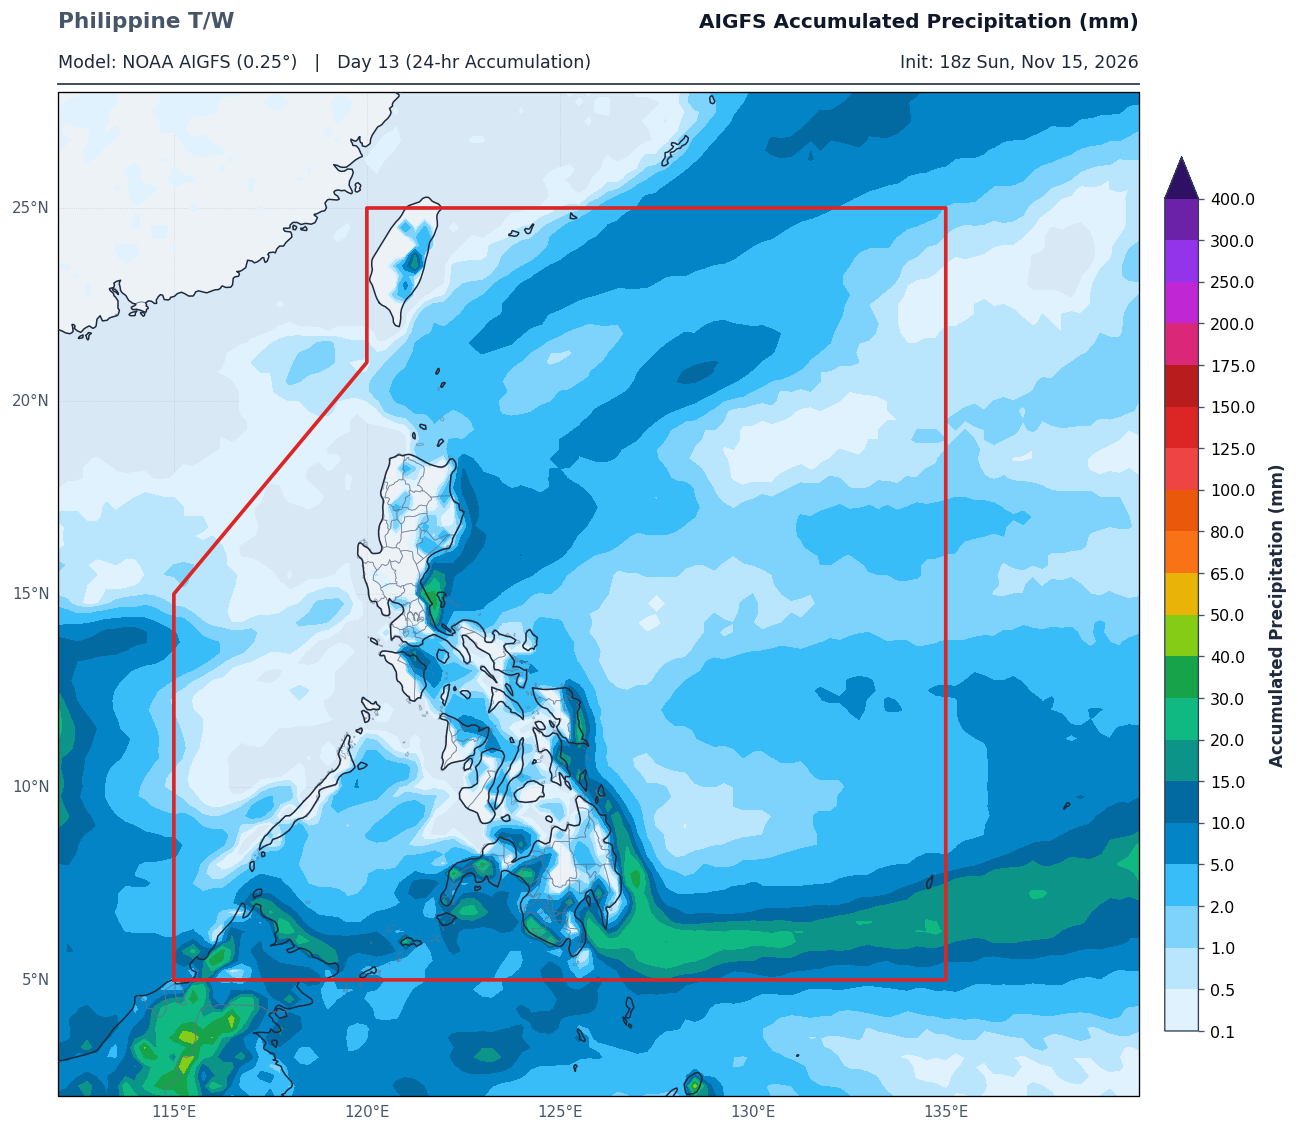 Philippine T/W
AIGFS Accumulated Precipitation (mm)
Model: NOAA AIGFS (0.25°)   |   Day 13 (24-hr Accumulation)
Init: 18z Sun, Nov 15, 2026
25°N
20°N
15°N
10°N
5°N
115°E
120°E
125°E
130°E
135°E
400.0
300.0
250.0
200.0
175.0
150.0
125.0
100.0
80.0
65.0
50.0
40.0
30.0
20.0
15.0
10.0
5.0
2.0
1.0
0.5
0.1
Accumulated Precipitation (mm)